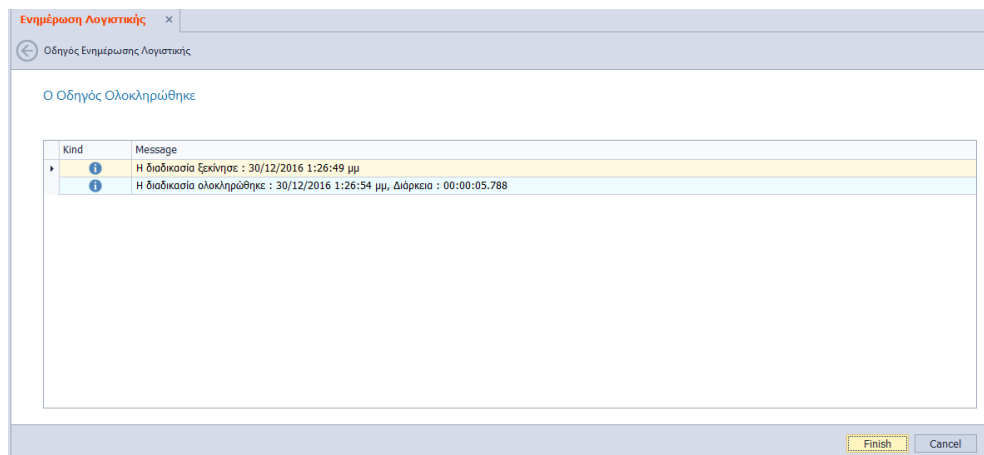 Ενημέρωση Λογιστικής ×
Οδηγός Ενημέρωσης Λογιστικής
Ο Οδηγός Ολοκληρώθηκε
Kind Message
Η διαδικασία ξεκίνησε : 30/12/2016 1:26:49 μμ
Η διαδικασία ολοκληρώθηκε : 30/12/2016 1:26:54 μμ, Διάρκεια : 00:00:05.788
Finish Cancel